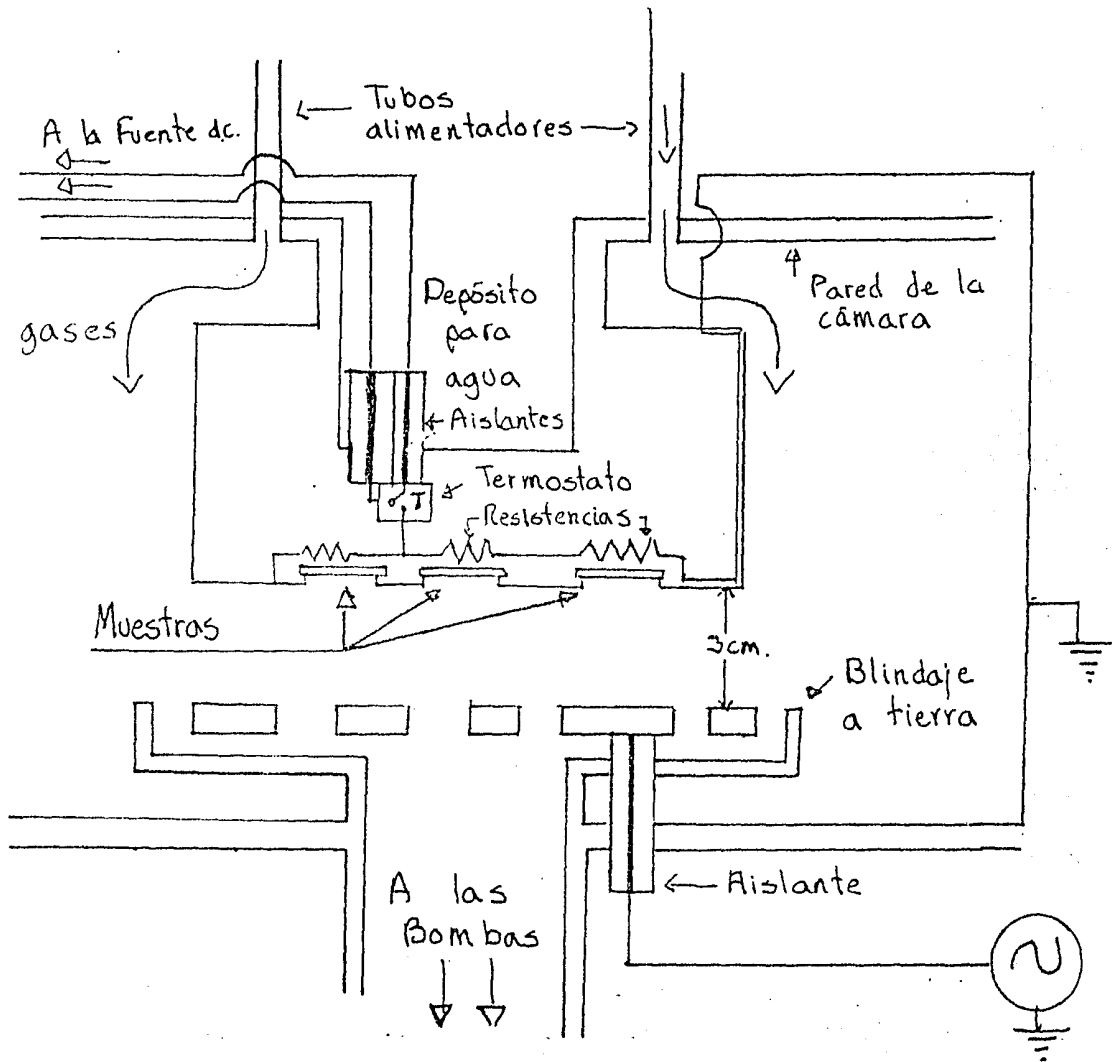 Tubos
alimentadores
A la Fuente d.c.
Depósito
para
agua
gases
Pared de la
cámara
Aislantes
Termostato
Resistencias
T
Muestras
3cm.
Blindaje
a tierra
Aislante
A las
Bombas